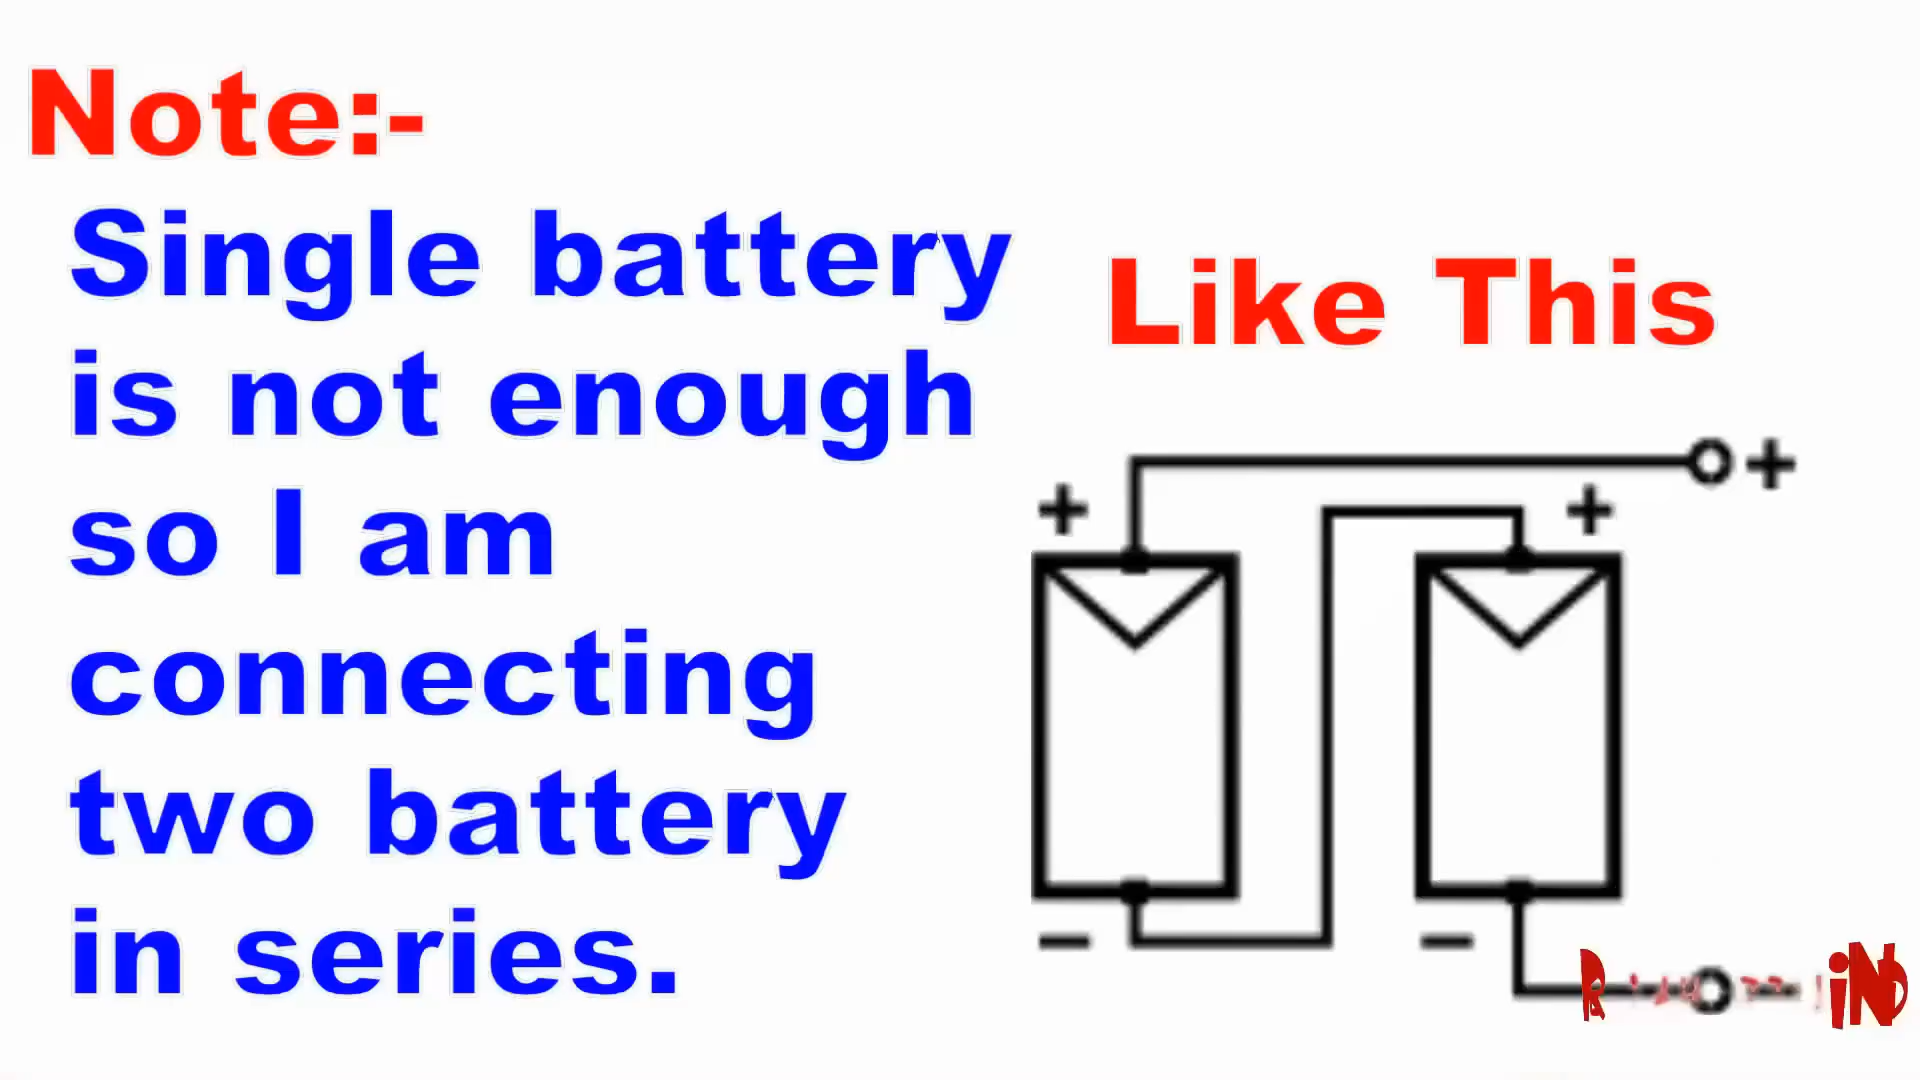 Note:-
Single battery
is not enough
so I am
connecting
two battery
in series.
Like This
+
+ +
- -